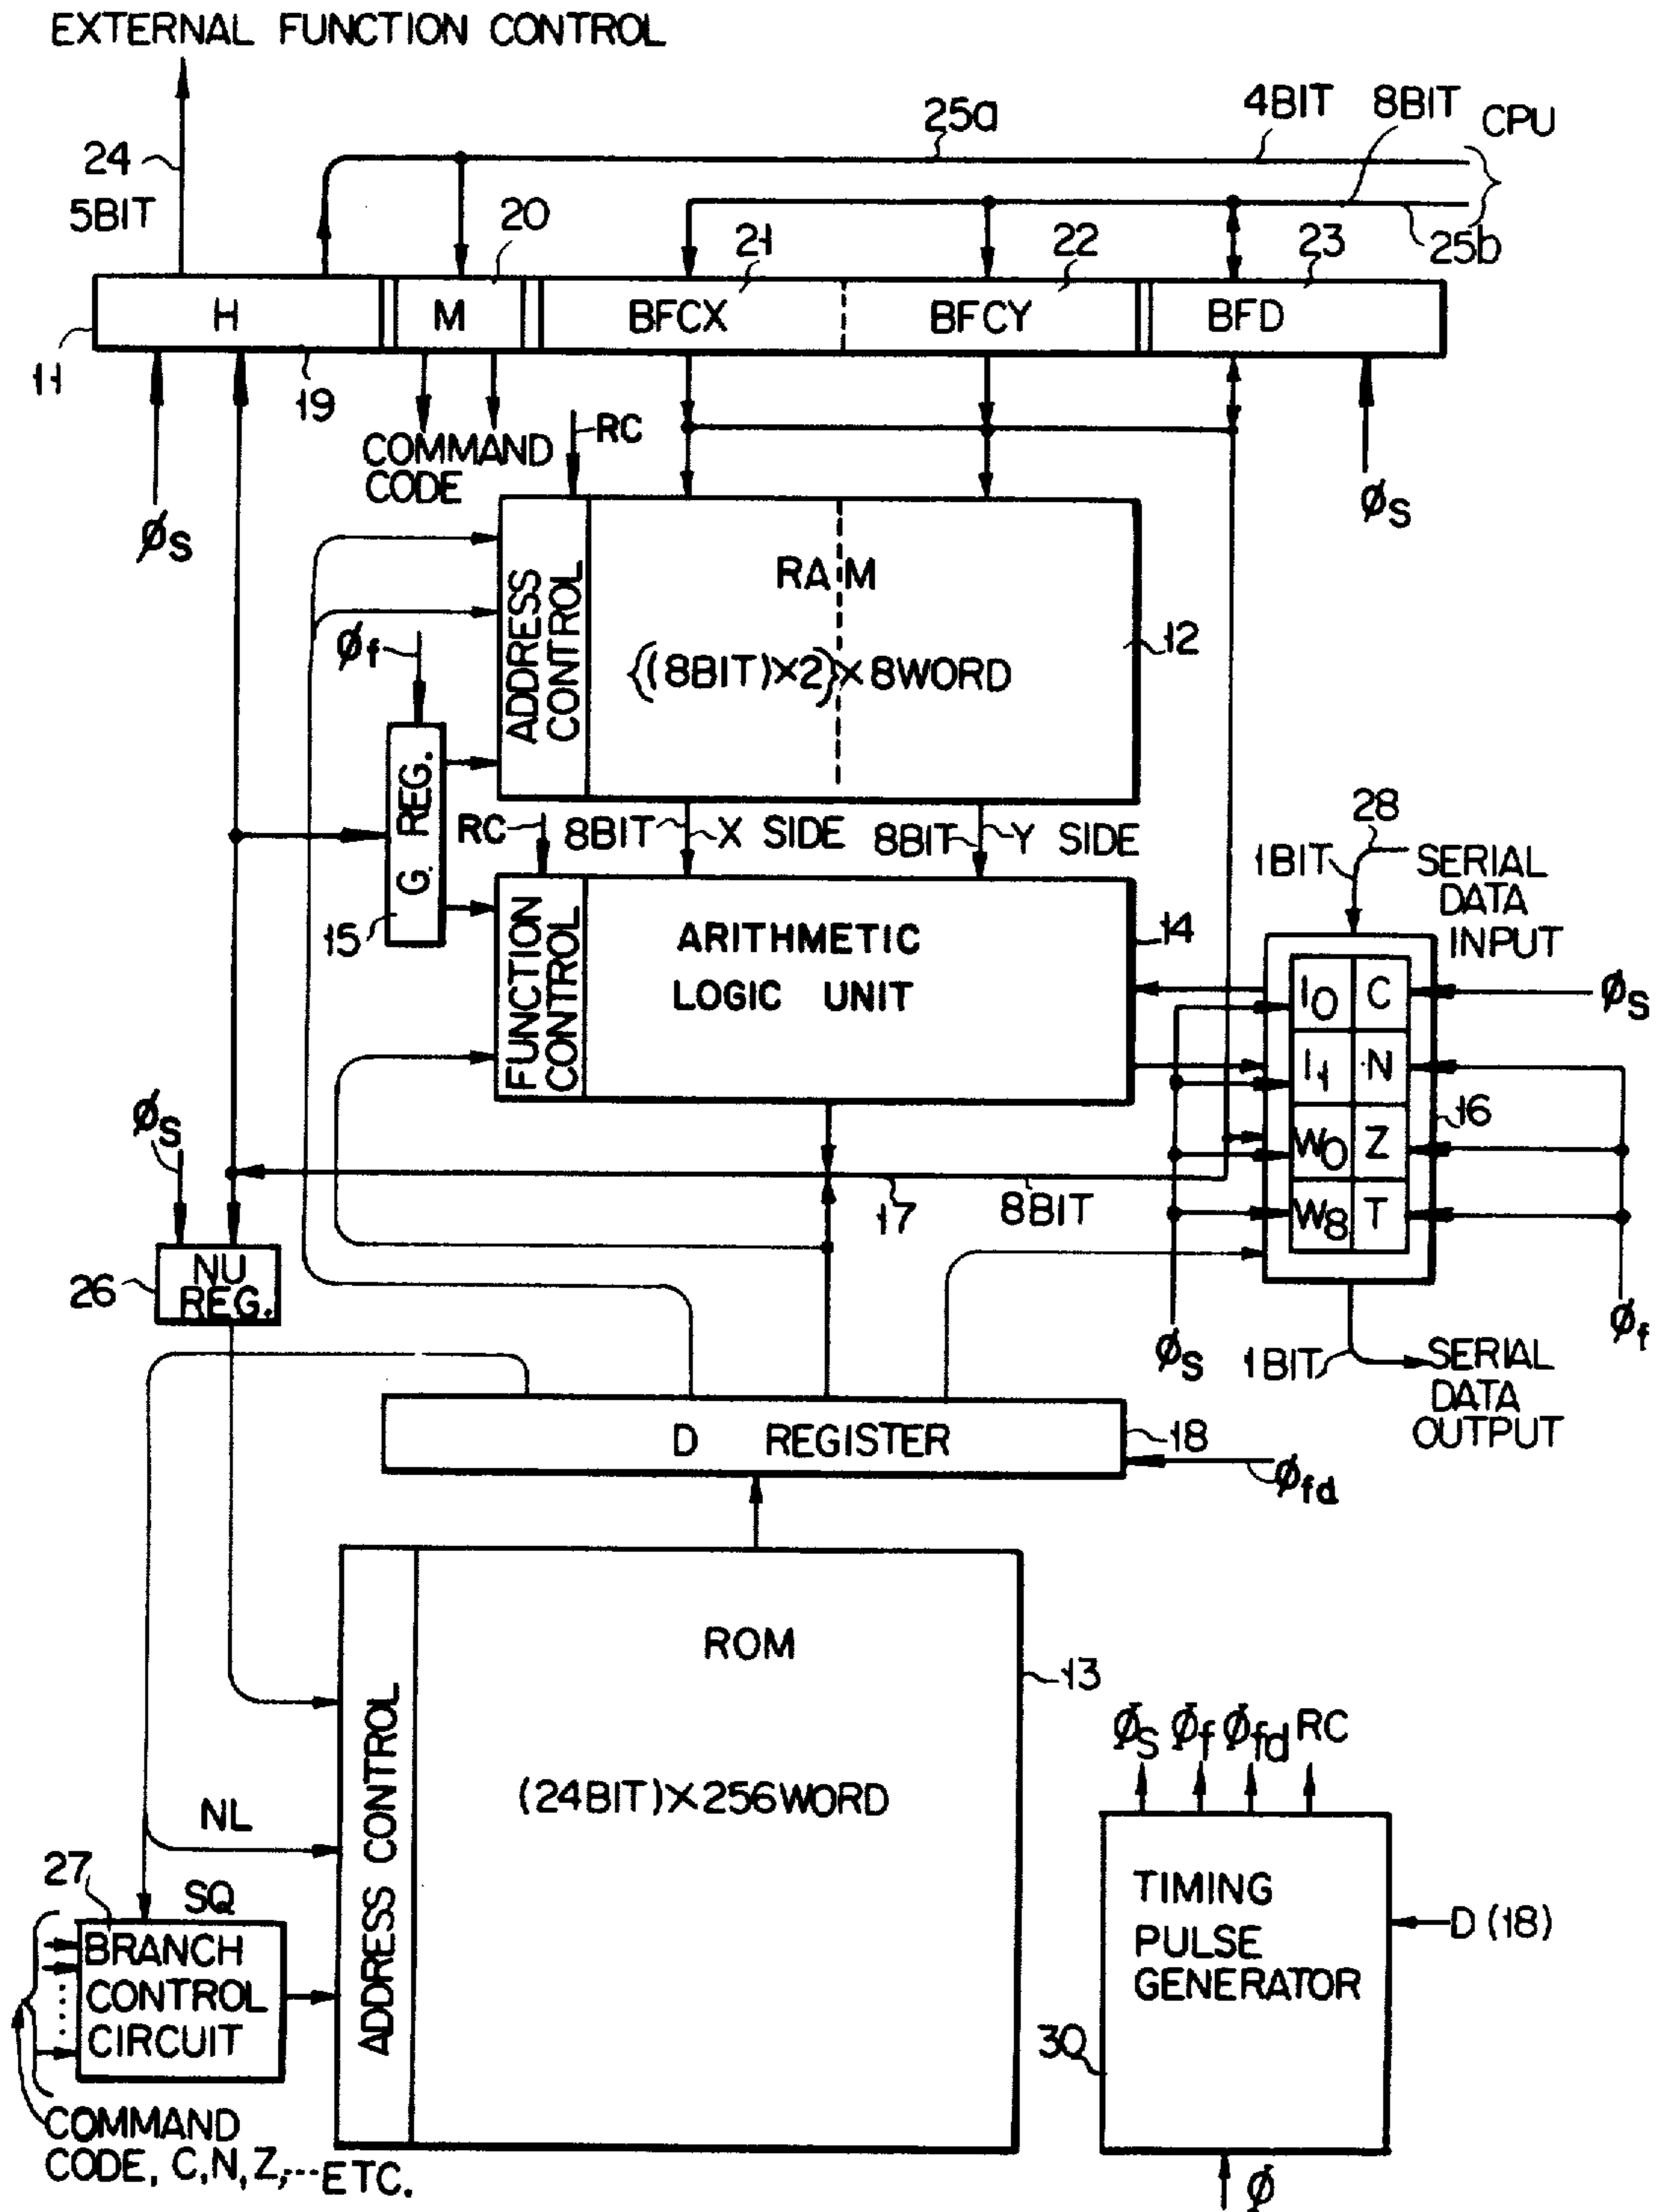 EXTERNAL FUNCTION CONTROL
24
5BIT
25a
4BIT
8BIT
CPU
20
21
22
23
25b
H
M
BFCX
BFCY
BFD
11
19
COMMAND
CODE
RC
øS
øS
ADDRESS
CONTROL
RAM
{(8BIT)×2}×8WORD
12
øf
G. REG.
15
RC
8BIT
X SIDE
8BIT
Y SIDE
28
1BIT
SERIAL
DATA
INPUT
FUNCTION
CONTROL
ARITHMETIC
LOGIC UNIT
14
I0
C
øS
I1
N
W0
Z
16
W8
T
øS
17
8BIT
26
NU
REG.
øS
øf
1BIT
SERIAL
DATA
OUTPUT
D REGISTER
18
øfd
ADDRESS CONTROL
ROM
13
(24BIT)×256WORD
NL
27
SQ
BRANCH
CONTROL
CIRCUIT
COMMAND
CODE, C,N,Z,---ETC.
øS øf øfd RC
TIMING
PULSE
GENERATOR
D (18)
30
ø